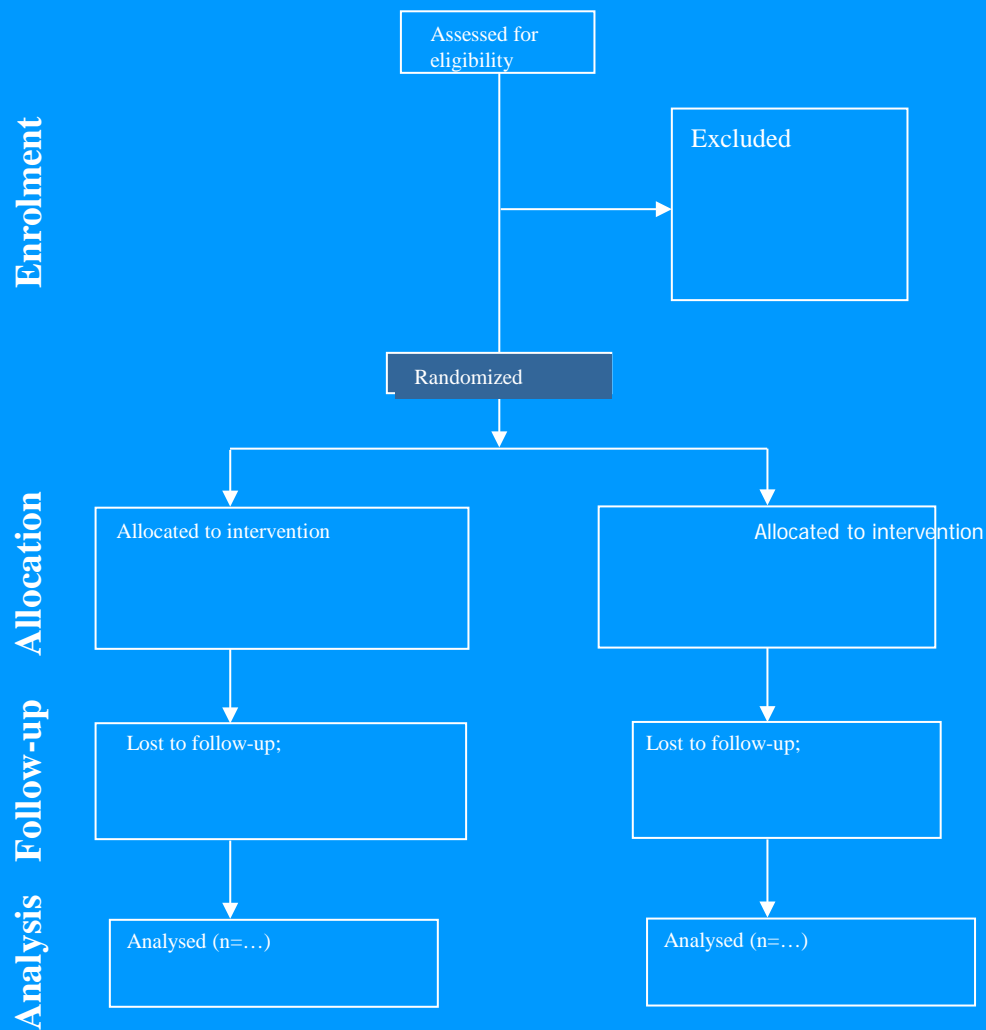 Assessed for
eligibility
Enrolment
Excluded
Randomized
Allocation
Allocated to intervention
Allocated to intervention
Follow-up
Lost to follow-up;
Lost to follow-up;
Analysis
Analysed (n=…)
Analysed (n=…)